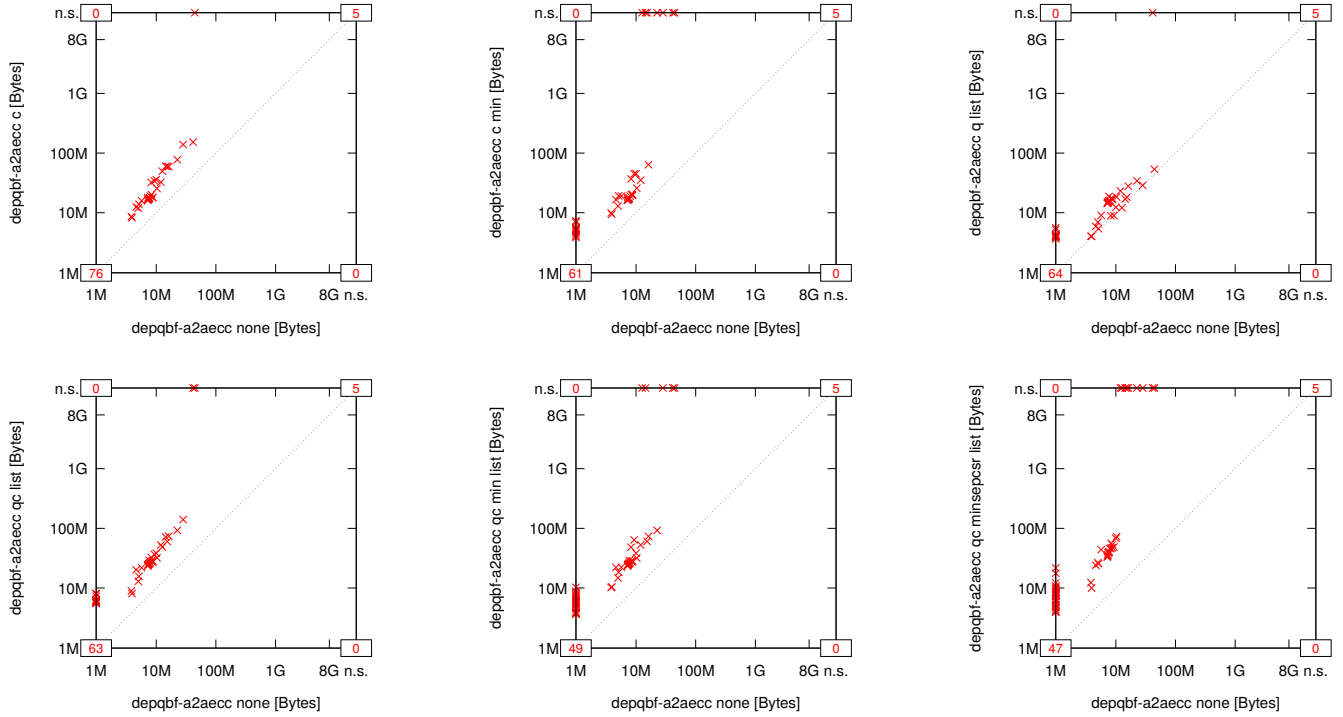 n.s. 0 5
8G
1G
100M
10M
1M 76 0
1M 10M 100M 1G 8G n.s.
depqbf-a2aecc c [Bytes]
depqbf-a2aecc none [Bytes]
n.s. 0 5
8G
1G
100M
10M
1M 61 0
1M 10M 100M 1G 8G n.s.
depqbf-a2aecc c min [Bytes]
depqbf-a2aecc none [Bytes]
n.s. 0 5
8G
1G
100M
10M
1M 64 0
1M 10M 100M 1G 8G n.s.
depqbf-a2aecc q list [Bytes]
depqbf-a2aecc none [Bytes]
n.s. 0 5
8G
1G
100M
10M
1M 63 0
1M 10M 100M 1G 8G n.s.
depqbf-a2aecc qc list [Bytes]
depqbf-a2aecc none [Bytes]
n.s. 0 5
8G
1G
100M
10M
1M 49 0
1M 10M 100M 1G 8G n.s.
depqbf-a2aecc qc min list [Bytes]
depqbf-a2aecc none [Bytes]
n.s. 0 5
8G
1G
100M
10M
1M 47 0
1M 10M 100M 1G 8G n.s.
depqbf-a2aecc qc minsepcsr list [Bytes]
depqbf-a2aecc none [Bytes]